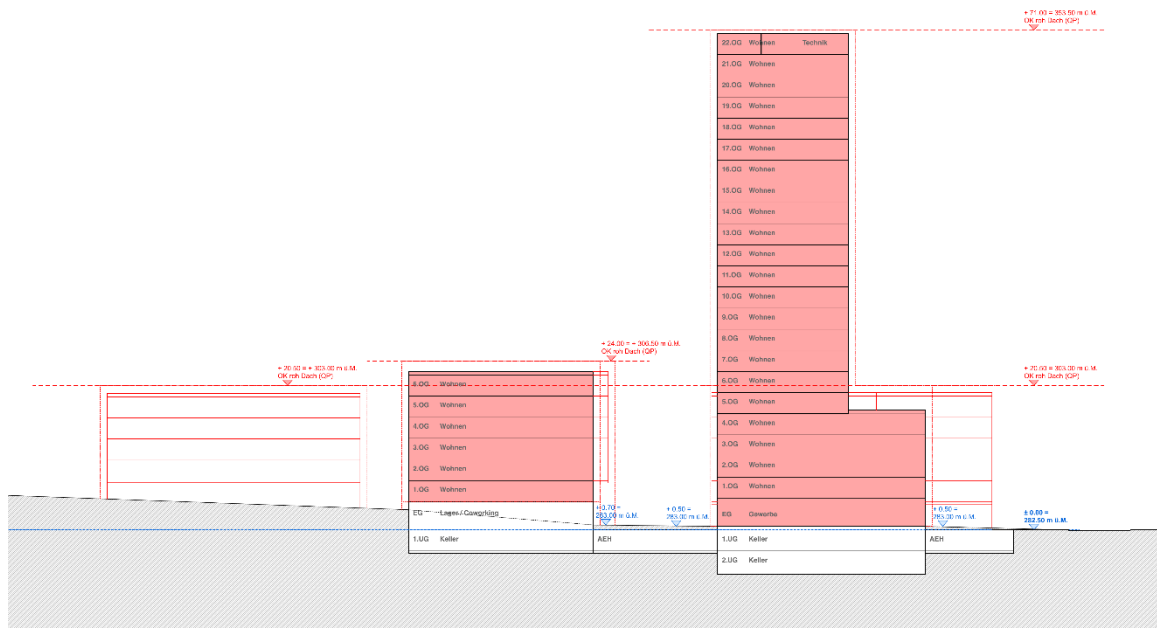 + 71.00 = 353.50 m ü.M.
OK roh Dach (QP)
22.OG Wohnen Technik
21.OG Wohnen
20.OG Wohnen
19.OG Wohnen
18.OG Wohnen
17.OG Wohnen
16.OG Wohnen
15.OG Wohnen
14.OG Wohnen
13.OG Wohnen
12.OG Wohnen
11.OG Wohnen
10.OG Wohnen
9.OG Wohnen
8.OG Wohnen
7.OG Wohnen
6.OG Wohnen
5.OG Wohnen
4.OG Wohnen
3.OG Wohnen
2.OG Wohnen
1.OG Wohnen
EG Gewerbe
1.UG Keller
2.UG Keller
+ 24.00 = + 306.50 m ü.M.
OK roh Dach (QP)
+ 20.50 = + 303.00 m ü.M.
OK roh Dach (QP)
+ 20.50 = 303.00 m ü.M.
OK roh Dach (QP)
6.OG Wohnen
5.OG Wohnen
4.OG Wohnen
3.OG Wohnen
2.OG Wohnen
1.OG Wohnen
EG Lager / Coworking
1.UG Keller
AEH
+ 0.70 =
283.00 m ü.M.
+ 0.50 =
283.00 m ü.M.
± 0.50 =
283.00 m ü.M.
± 0.00 =
282.50 m ü.M.
AEH